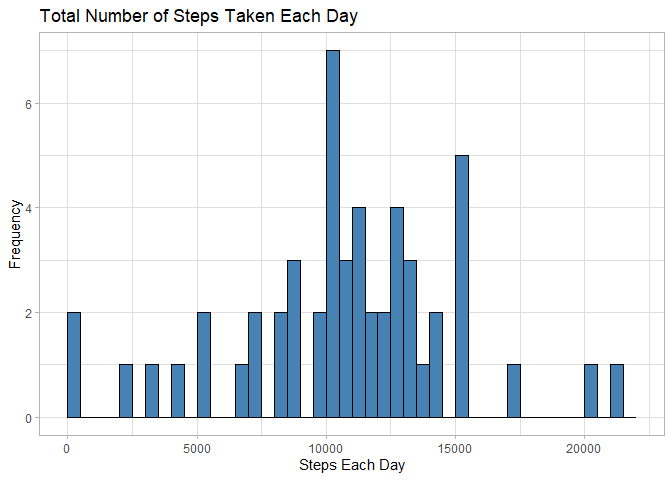 Total Number of Steps Taken Each Day
6
4
2
0
Frequency
0 5000 10000 15000 20000
Steps Each Day